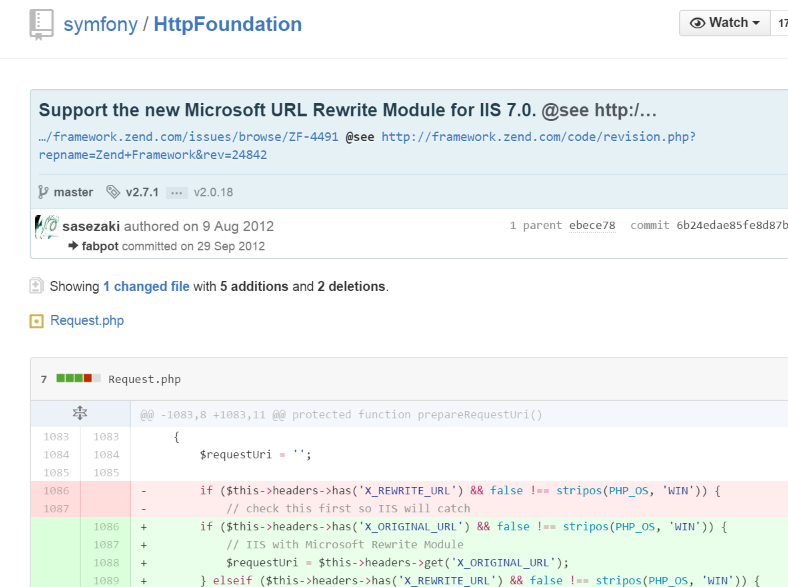 symfony / HttpFoundation
Watch 17
Support the new Microsoft URL Rewrite Module for IIS 7.0. @see http:/…
…/framework.zend.com/issues/browse/ZF-4491 @see http://framework.zend.com/code/revision.php?
repname=Zend+Framework&rev=24842
master v2.7.1 … v2.0.18
sasezaki authored on 9 Aug 2012 1 parent ebece78 commit 6b24edae85fe8d87b
fabpot committed on 29 Sep 2012
Showing 1 changed file with 5 additions and 2 deletions.
Request.php
7 Request.php
@@ -1083,8 +1083,11 @@ protected function prepareRequestUri()
1083 1083 {
1084 1084 $requestUri = '';
1085 1085
1086 - if ($this->headers->has('X_REWRITE_URL') && false !== stripos(PHP_OS, 'WIN')) {
1087 - // check this first so IIS will catch
1086 + if ($this->headers->has('X_ORIGINAL_URL') && false !== stripos(PHP_OS, 'WIN')) {
1087 + // IIS with Microsoft Rewrite Module
1088 + $requestUri = $this->headers->get('X_ORIGINAL_URL');
1089 + } elseif ($this->headers->has('X_REWRITE_URL') && false !== stripos(PHP_OS, 'WIN')) {